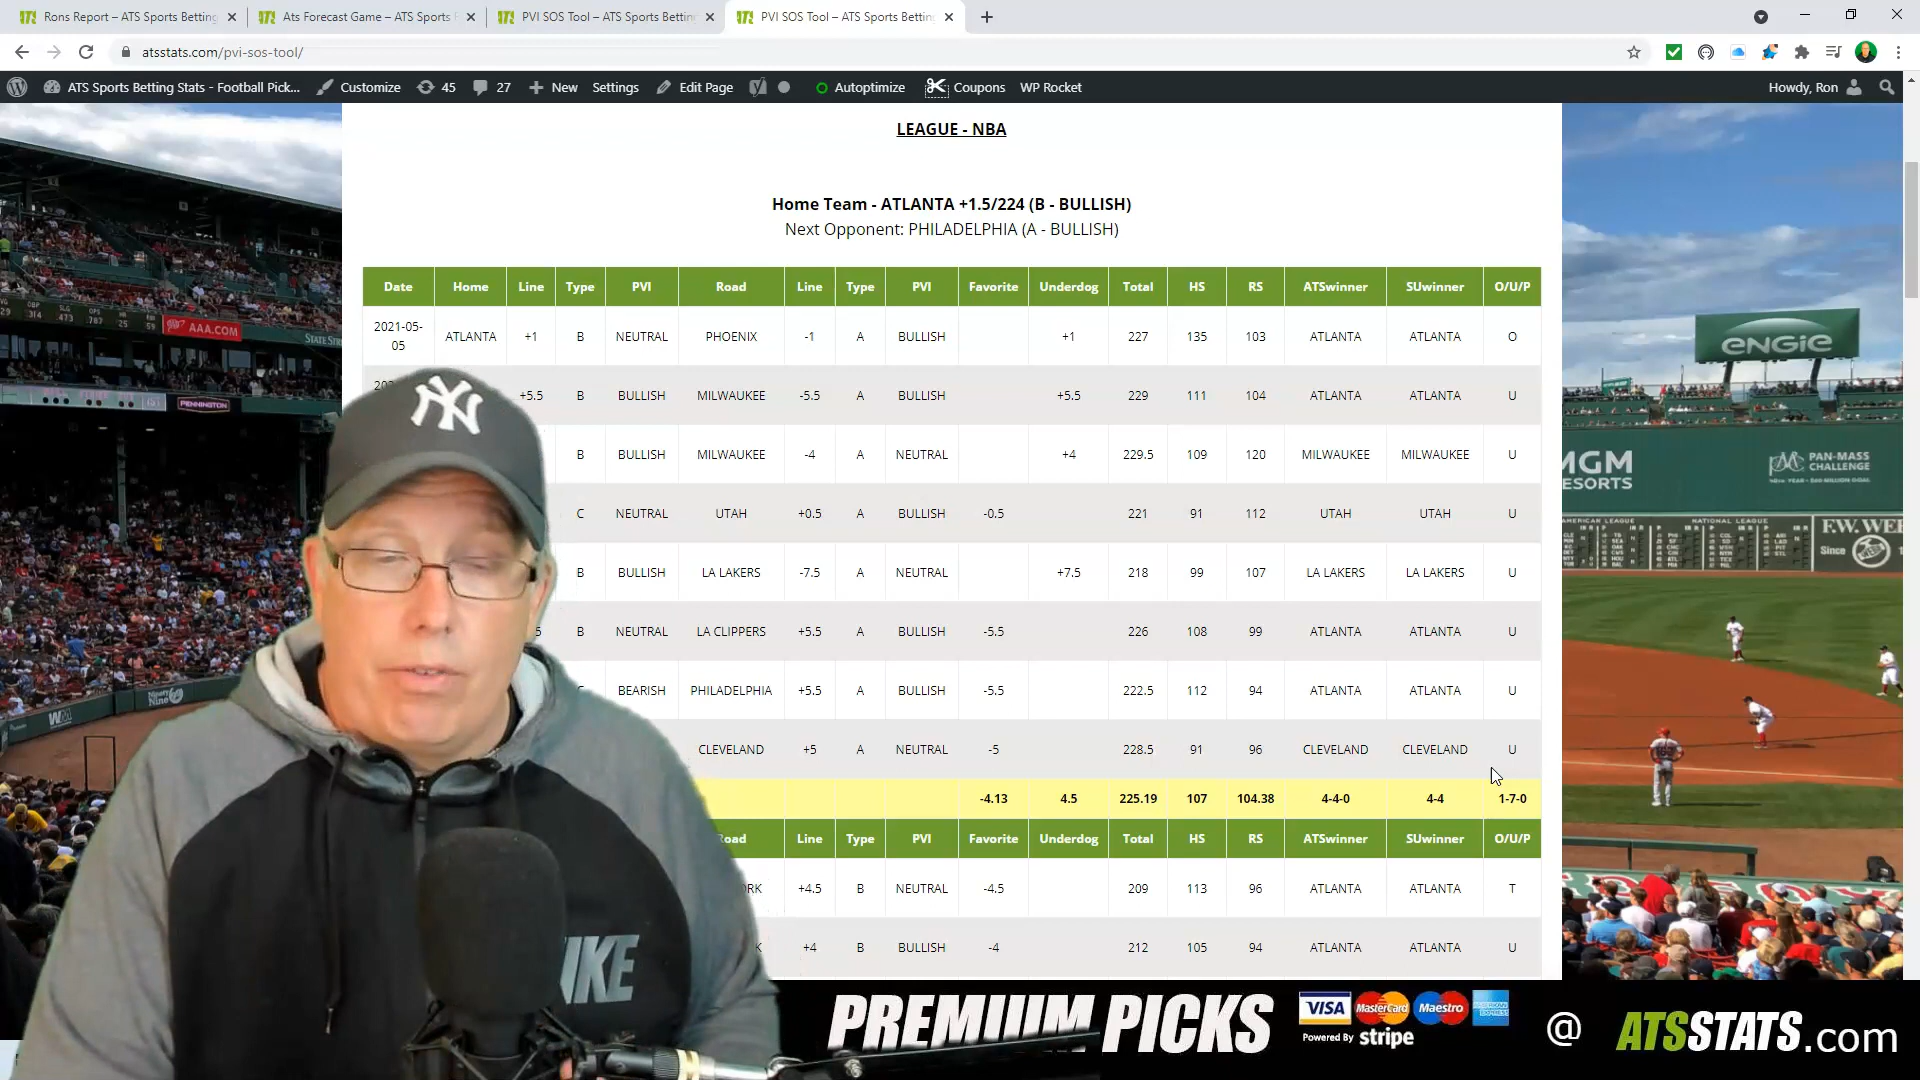 Rons Report – ATS Sports Betting
Ats Forecast Game – ATS Sports
PVI SOS Tool – ATS Sports Betting
PVI SOS Tool – ATS Sports Betting
atsstats.com/pvi-sos-tool/
ATS Sports Betting Stats - Football Pick... Customize 45 27 New Settings Edit Page Autoptimize Coupons WP Rocket Howdy, Ron
LEAGUE - NBA
Home Team - ATLANTA +1.5/224 (B - BULLISH)
Next Opponent: PHILADELPHIA (A - BULLISH)
Date Home Line Type PVI Road Line Type PVI Favorite Underdog Total HS RS ATSwinner SUwinner O/U/P
2021-05-05 ATLANTA +1 B NEUTRAL PHOENIX -1 A BULLISH +1 227 135 103 ATLANTA ATLANTA O
+5.5 B BULLISH MILWAUKEE -5.5 A BULLISH +5.5 229 111 104 ATLANTA ATLANTA U
B BULLISH MILWAUKEE -4 A NEUTRAL +4 229.5 109 120 MILWAUKEE MILWAUKEE U
C NEUTRAL UTAH +0.5 A BULLISH -0.5 221 91 112 UTAH UTAH U
B BULLISH LA LAKERS -7.5 A NEUTRAL +7.5 218 99 107 LA LAKERS LA LAKERS U
B NEUTRAL LA CLIPPERS +5.5 A BULLISH -5.5 226 108 99 ATLANTA ATLANTA U
BEARISH PHILADELPHIA +5.5 A BULLISH -5.5 222.5 112 94 ATLANTA ATLANTA U
CLEVELAND +5 A NEUTRAL -5 228.5 91 96 CLEVELAND CLEVELAND U
-4.13 4.5 225.19 107 104.38 4-4-0 4-4 1-7-0
Road Line Type PVI Favorite Underdog Total HS RS ATSwinner SUwinner O/U/P
+4.5 B NEUTRAL -4.5 209 113 96 ATLANTA ATLANTA T
+4 B BULLISH -4 212 105 94 ATLANTA ATLANTA U
AAA.COM
PENNINGTON
W
NY
ENGIE
MGM
RESORTS
PAN-MASS
CHALLENGE
AMERICAN LEAGUE
NATIONAL LEAGUE
F.W. WE
Since
PREMIUM PICKS
VISA MasterCard Maestro AMERICAN EXPRESS
Powered By stripe
@ ATSSTATS.com